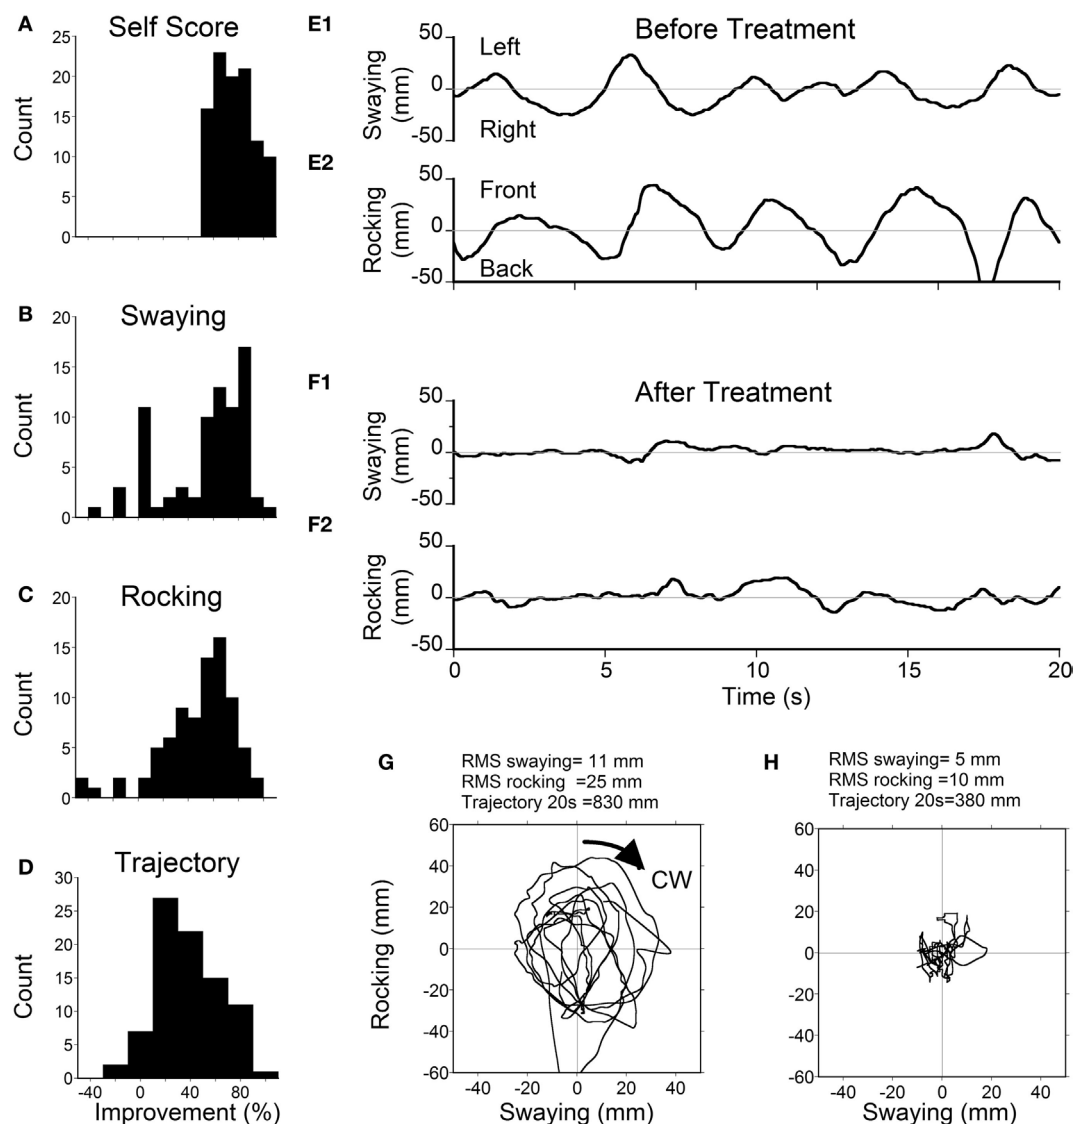 A
Self Score
25
20
15
10
5
0
Count
B
Swaying
20
15
10
5
0
Count
C
Rocking
20
15
10
5
0
Count
D
Trajectory
30
25
20
15
10
5
0
Count
-40 0 40 80
Improvement (%)
E1
Before Treatment
50
0
-50
Swaying
(mm)
Left
Right
E2
50
0
-50
Rocking
(mm)
Front
Back
F1
After Treatment
50
0
-50
Swaying
(mm)
F2
50
0
-50
Rocking
(mm)
0 5 10 15 20
Time (s)
G
RMS swaying= 11 mm
RMS rocking =25 mm
Trajectory 20s =830 mm
60
40
20
0
-20
-40
-60
Rocking (mm)
CW
-40 -20 0 20 40
Swaying (mm)
H
RMS swaying= 5 mm
RMS rocking =10 mm
Trajectory 20s=380 mm
60
40
20
0
-20
-40
-60
-40 -20 0 20 40
Swaying (mm)